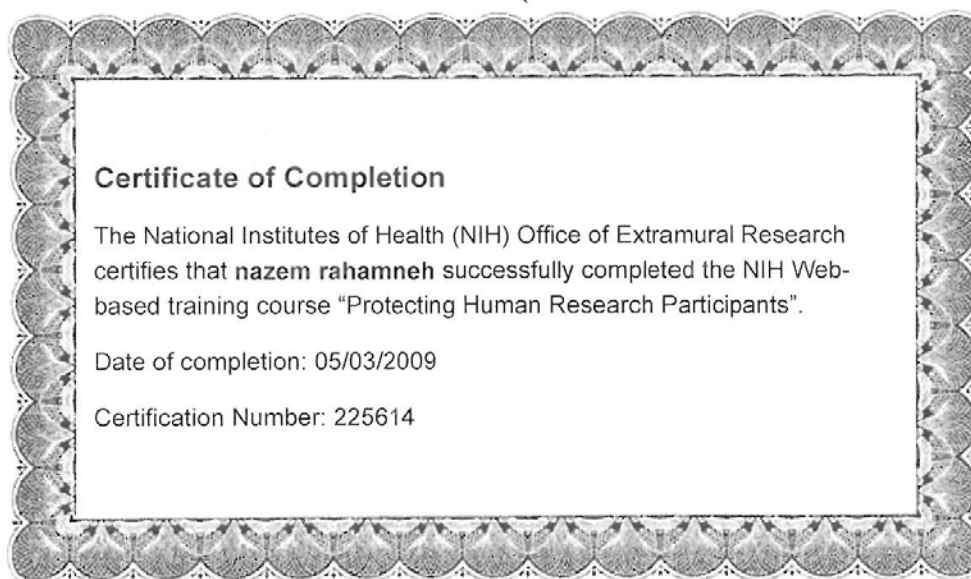 Certificate of Completion
The National Institutes of Health (NIH) Office of Extramural Research
certifies that nazem rahamneh successfully completed the NIH Web-
based training course “Protecting Human Research Participants”.
Date of completion: 05/03/2009
Certification Number: 225614